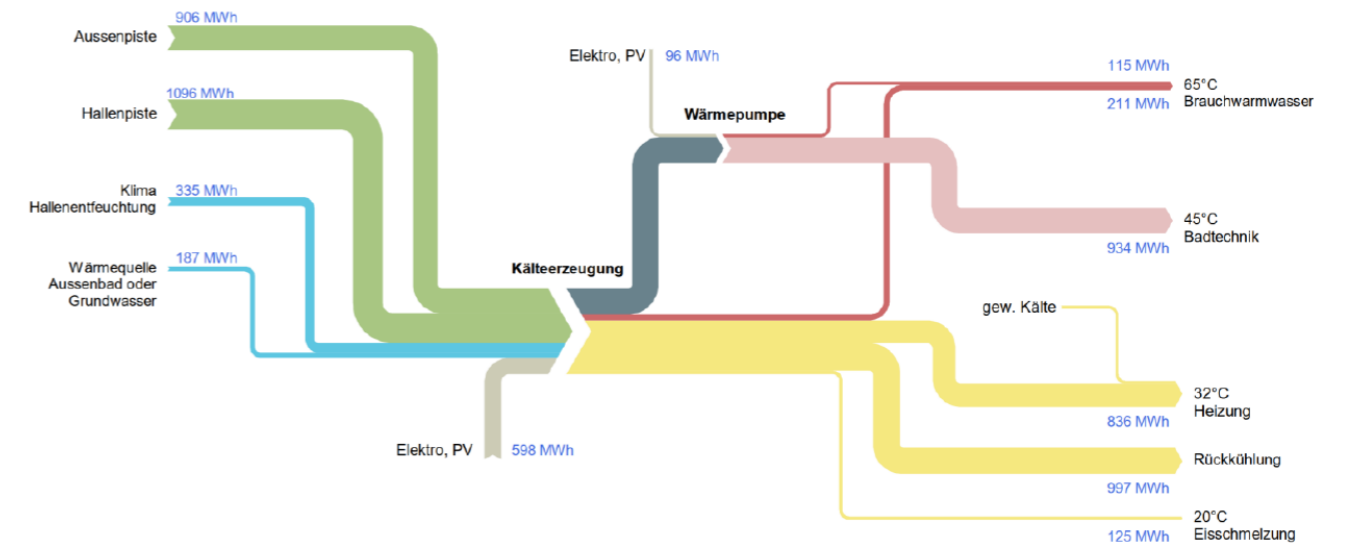 906 MWh
Aussenpiste
1096 MWh
Hallenpiste
Klima
Hallenentfeuchtung
335 MWh
Wärmequelle
Aussenbad oder
Grundwasser
187 MWh
Kälteerzeugung
Elektro, PV
598 MWh
Elektro, PV
96 MWh
Wärmepumpe
115 MWh
211 MWh
65°C
Brauchwarmwasser
45°C
Badtechnik
934 MWh
gew. Kälte
32°C
Heizung
836 MWh
Rückkühlung
997 MWh
20°C
Eisschmelzung
125 MWh